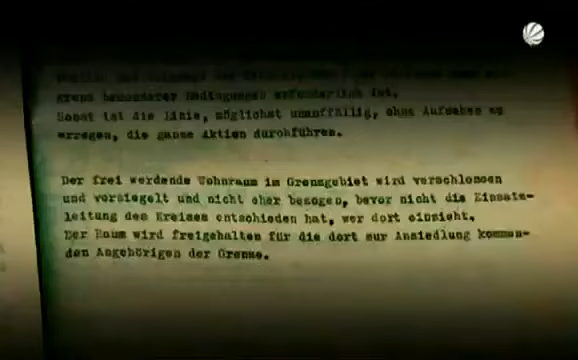 grund besonderer Bedingungen erforderlich ist.
Sonst ist die Linie, möglichst unauffällig, ohne Aufsehen zu
erregen, die ganze Aktion durchführen.
Der frei werdende Wohnraum im Grenzgebiet wird verschlossen
und versiegelt und nicht eher bezogen, bevor nicht die Einsatz-
leitung des Kreises entschieden hat, wer dort einzieht.
Der Raum wird freigehalten für die dort zur Ansiedlung kommen-
den Angehörigen der Grenze.